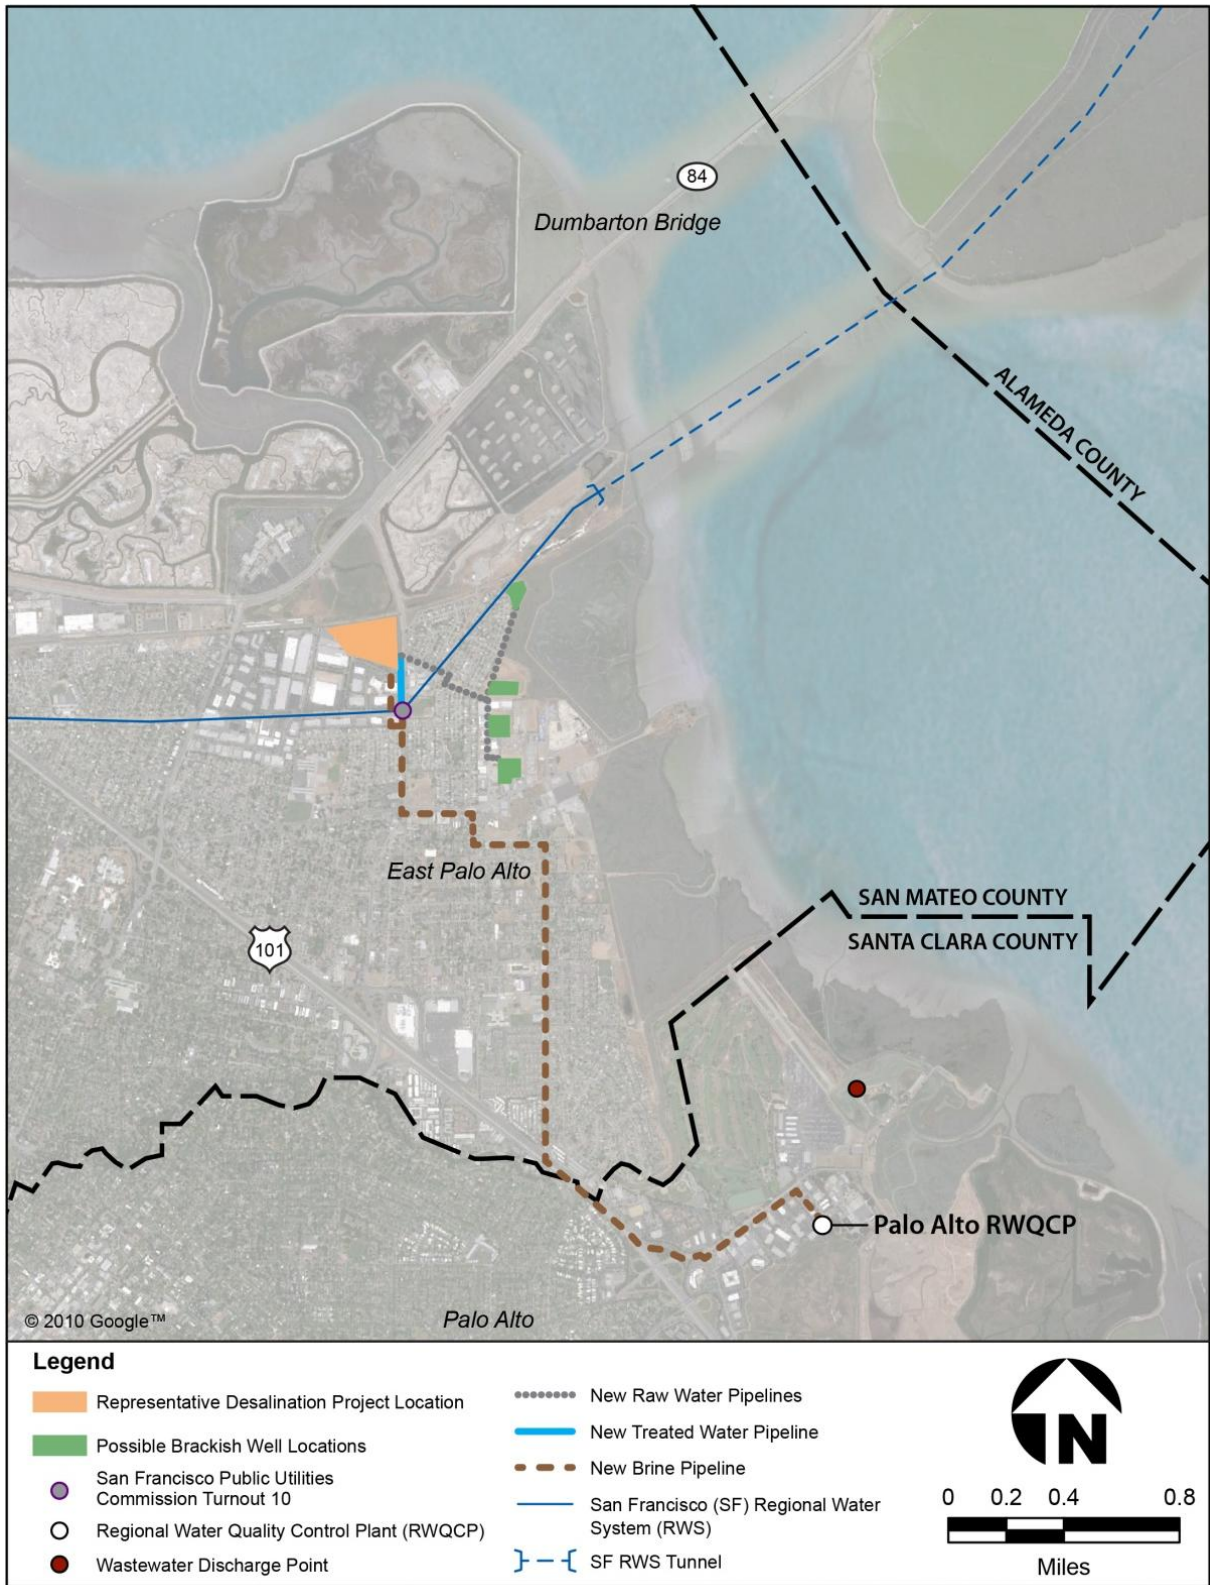 84
Dumbarton Bridge
ALAMEDA COUNTY
East Palo Alto
SAN MATEO COUNTY
SANTA CLARA COUNTY
101
Palo Alto RWQCP
© 2010 Google™
Palo Alto
Legend
Representative Desalination Project Location
Possible Brackish Well Locations
San Francisco Public Utilities
Commission Turnout 10
Regional Water Quality Control Plant (RWQCP)
Wastewater Discharge Point
New Raw Water Pipelines
New Treated Water Pipeline
New Brine Pipeline
San Francisco (SF) Regional Water
System (RWS)
SF RWS Tunnel
N
0 0.2 0.4 0.8
Miles